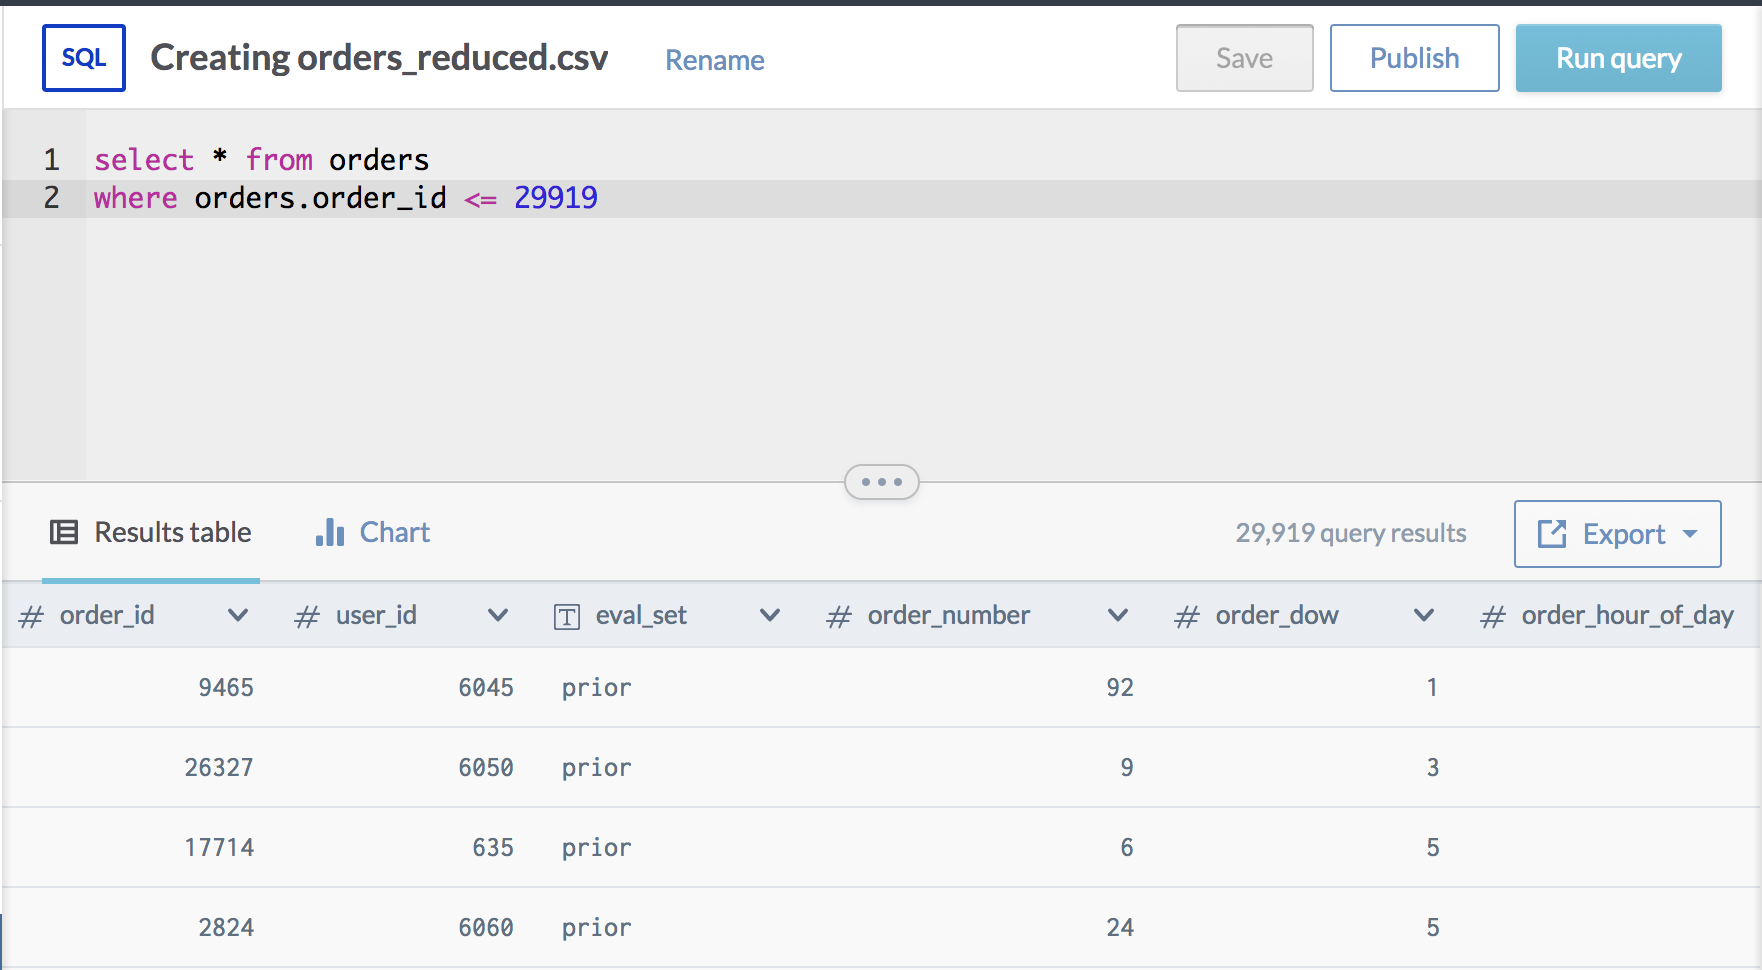 SQL Creating orders_reduced.csv Rename Save Publish Run query
1 select * from orders
2 where orders.order_id <= 29919
Results table Chart 29,919 query results Export
# order_id # user_id T eval_set # order_number # order_dow # order_hour_of_day
9465 6045 prior 92 1
26327 6050 prior 9 3
17714 635 prior 6 5
2824 6060 prior 24 5